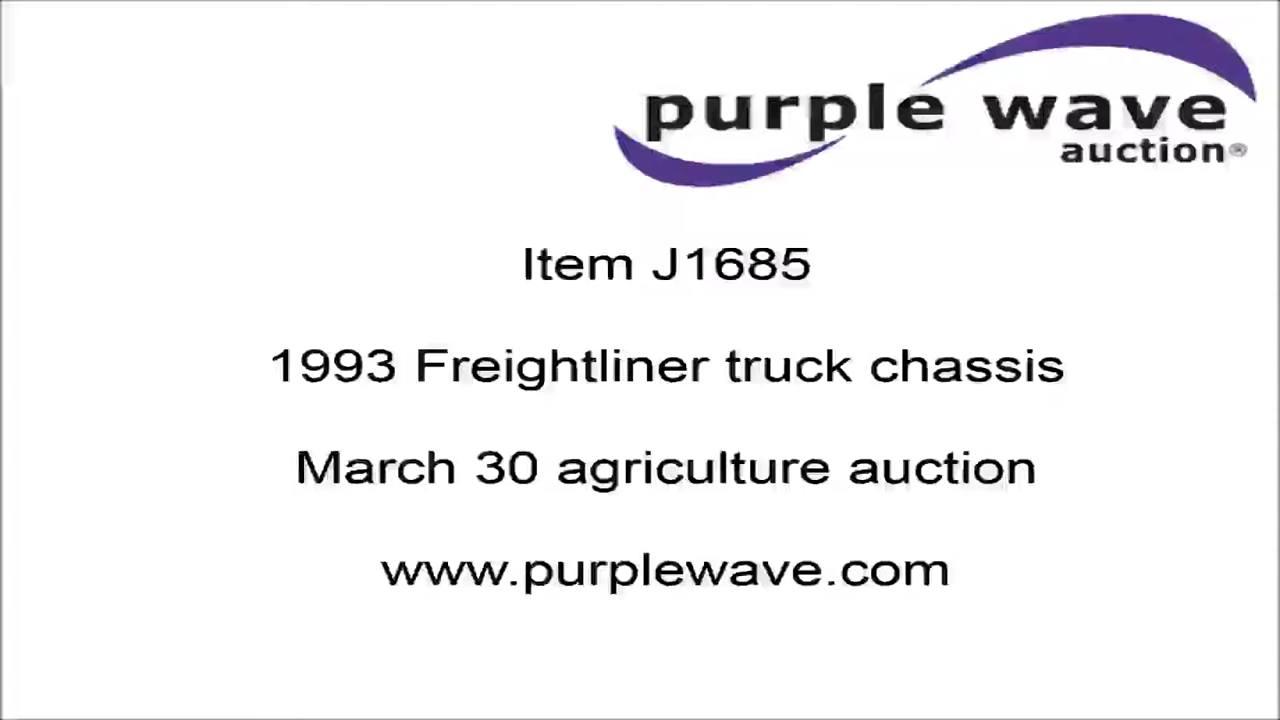 purple wave
auction®
Item J1685
1993 Freightliner truck chassis
March 30 agriculture auction
www.purplewave.com